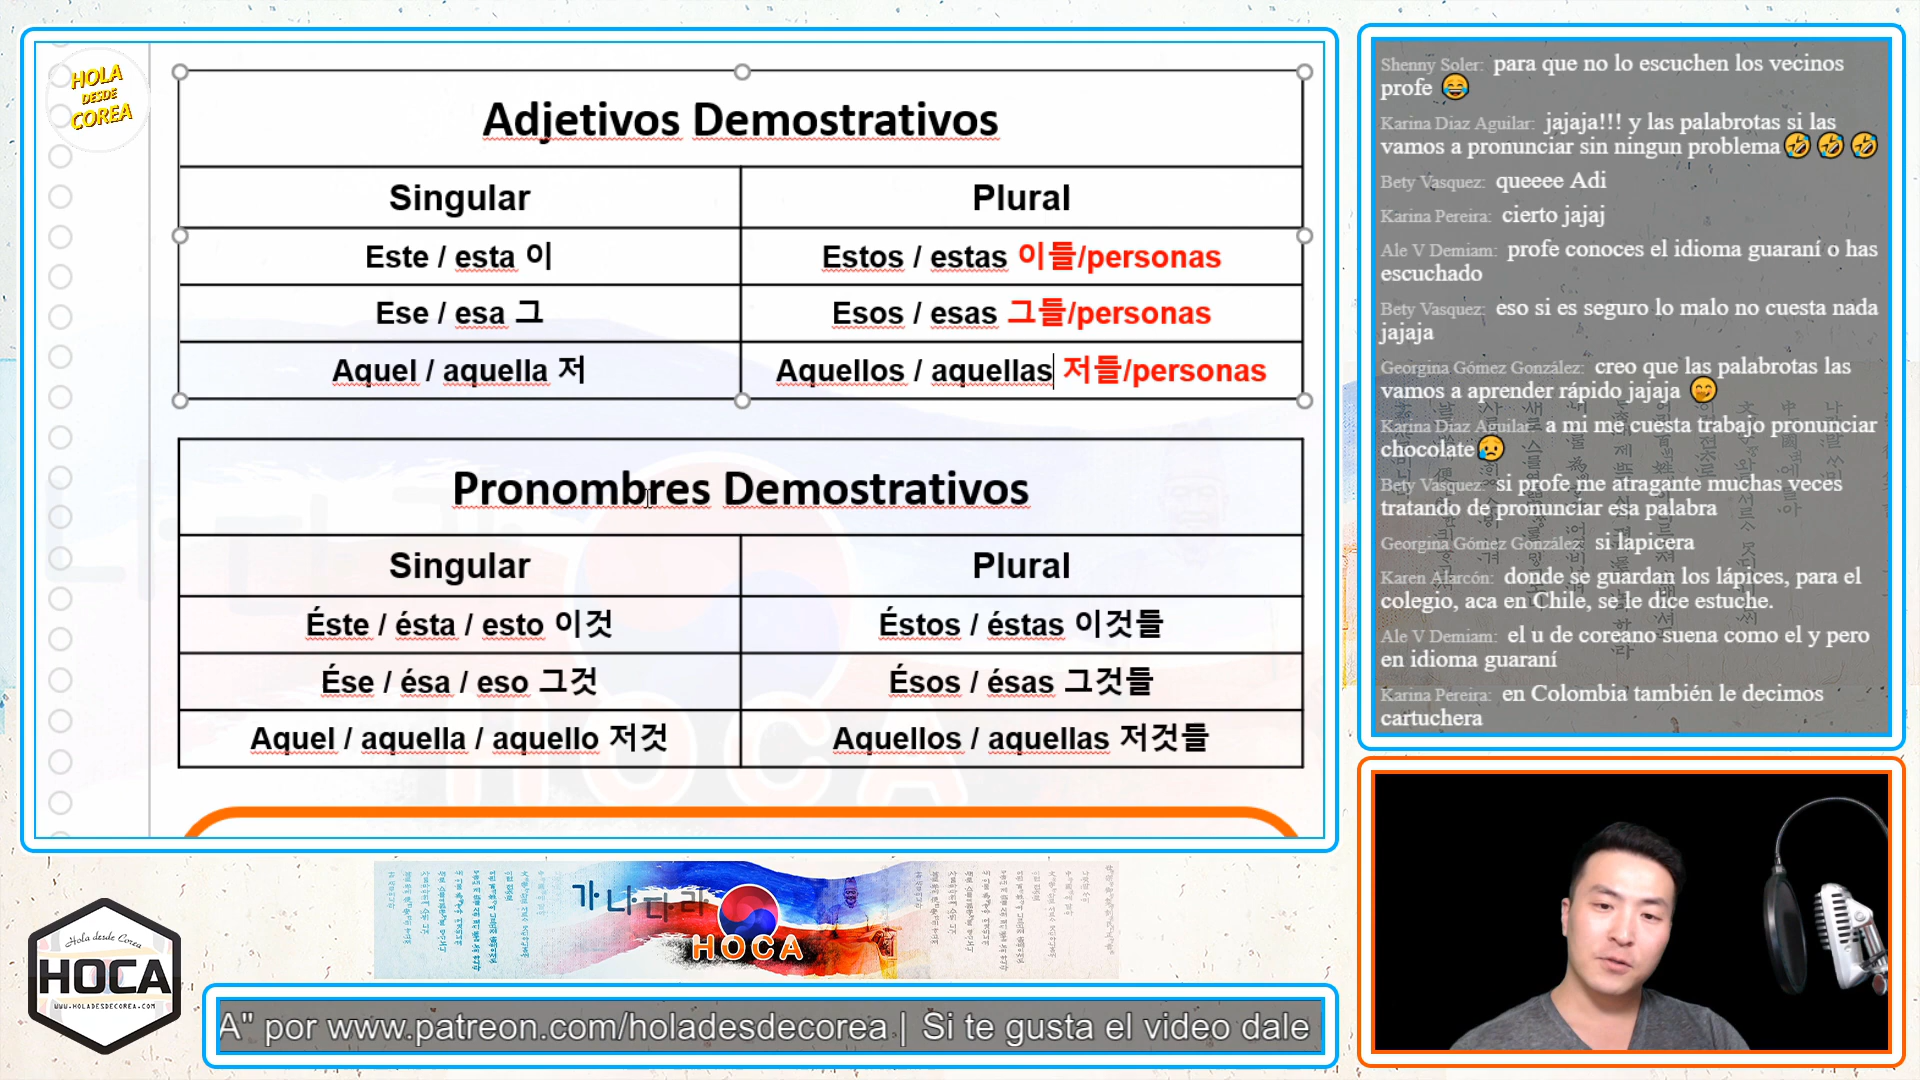 HOLA
DESDE
COREA
Adjetivos Demostrativos
Singular Plural
Este / esta 이 Estos / estas 이들/personas
Ese / esa 그 Esos / esas 그들/personas
Aquel / aquella 저 Aquellos / aquellas 저들/personas
Pronombres Demostrativos
Singular Plural
Éste / ésta / esto 이것 Éstos / éstas 이것들
Ése / ésa / eso 그것 Ésos / ésas 그것들
Aquel / aquella / aquello 저것 Aquellos / aquellas 저것들
HOCA
Shenny Soler: para que no lo escuchen los vecinos
profe 😂
Karina Diaz Aguilar: jajaja!!! y las palabrotas si las
vamos a pronunciar sin ningun problema🤣🤣🤣
Bety Vasquez: queeee Adi
Karina Pereira: cierto jajaj
Ale V Demiam: profe conoces el idioma guaraní o has
escuchado
Bety Vasquez: eso si es seguro lo malo no cuesta nada
jajaja
Georgina Gómez González: creo que las palabrotas las
vamos a aprender rápido jajaja 🤭
Karina Diaz Aguilar: a mi me cuesta trabajo pronunciar
chocolate😥
Bety Vasquez: si profe me atragante muchas veces
tratando de pronunciar esa palabra
Georgina Gómez González: si lapicera
Karen Alarcón: donde se guardan los lápices, para el
colegio, aca en Chile, se le dice estuche.
Ale V Demiam: el u de coreano suena como el y pero
en idioma guaraní
Karina Pereira: en Colombia también le decimos
cartuchera
가나다라
HOCA
Hola desde Corea
HOCA
WWW.HOLADESDECOREA.COM
A" por www.patreon.com/holadesdecorea | Si te gusta el video dale